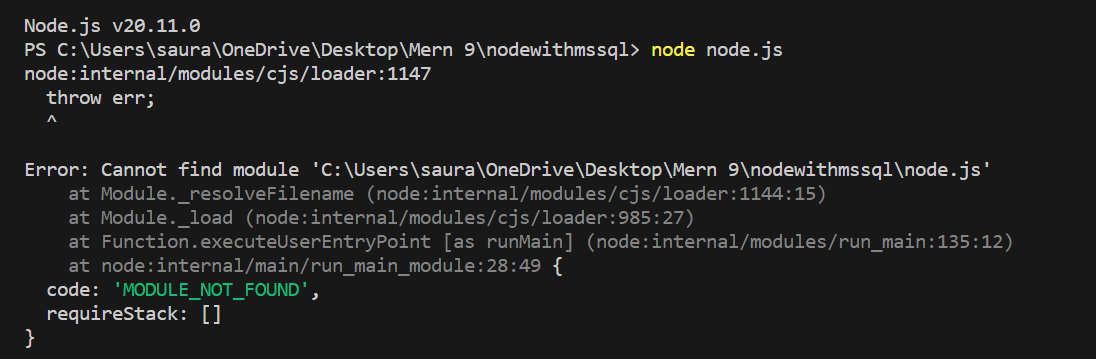 Node.js v20.11.0
PS C:\Users\saura\OneDrive\Desktop\Mern 9\nodewithmssql> node node.js
node:internal/modules/cjs/loader:1147
  throw err;
  ^

Error: Cannot find module 'C:\Users\saura\OneDrive\Desktop\Mern 9\nodewithmssql\node.js'
    at Module._resolveFilename (node:internal/modules/cjs/loader:1144:15)
    at Module._load (node:internal/modules/cjs/loader:985:27)
    at Function.executeUserEntryPoint [as runMain] (node:internal/modules/run_main:135:12)
    at node:internal/main/run_main_module:28:49 {
  code: 'MODULE_NOT_FOUND',
  requireStack: []
}